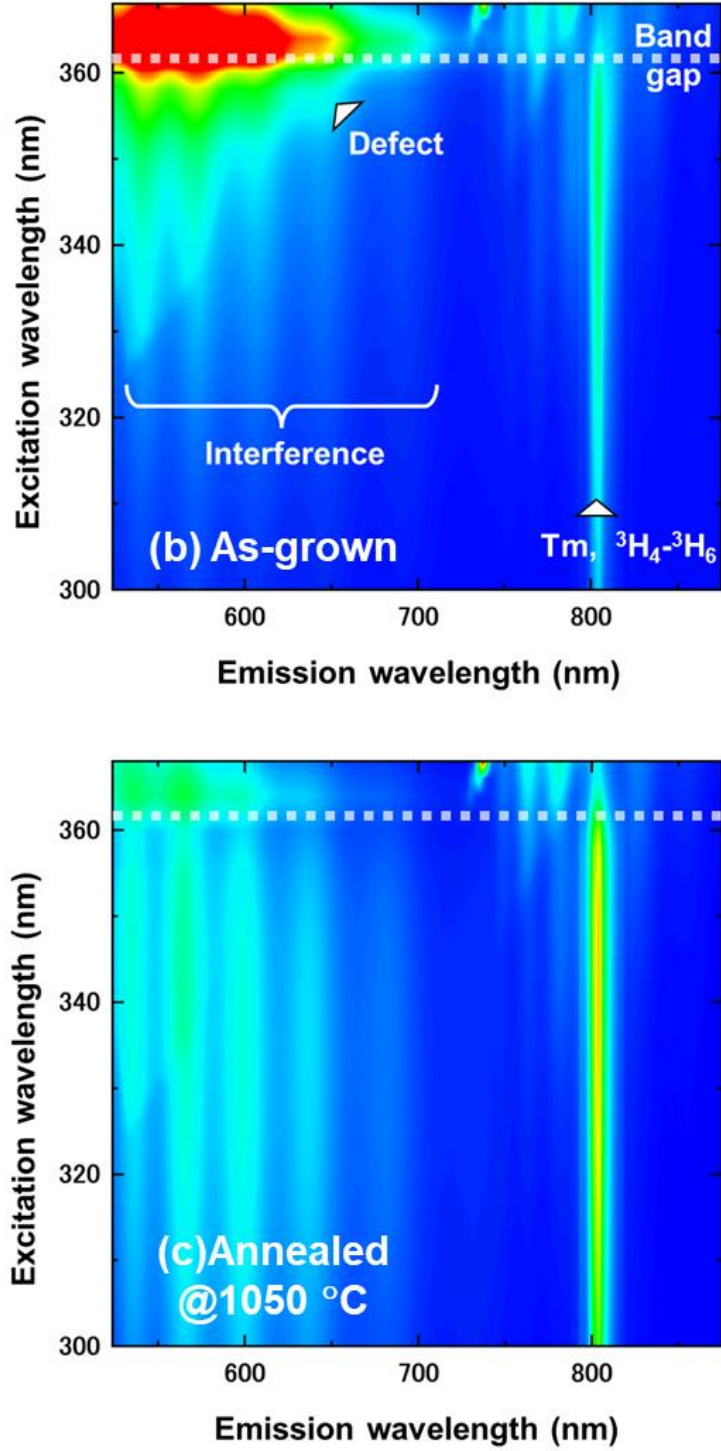 360
340
320
300
Excitation wavelength (nm)
Band
gap
Defect
Interference
(b) As-grown
Tm, ³H₄-³H₆
600
700
800
Emission wavelength (nm)
360
340
320
300
Excitation wavelength (nm)
(c)Annealed
@1050 °C
600
700
800
Emission wavelength (nm)